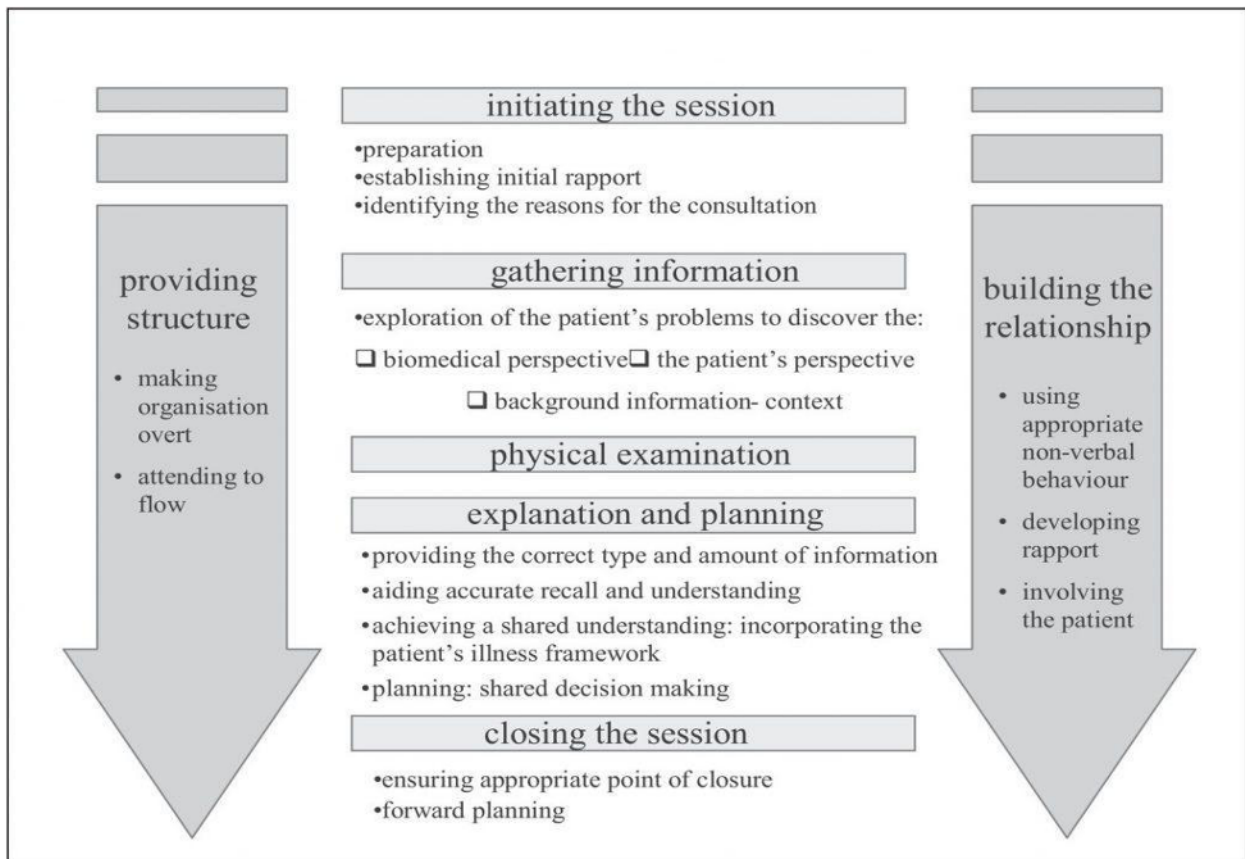 initiating the session
•preparation
•establishing initial rapport
•identifying the reasons for the consultation
providing
structure
• making
organisation
overt
• attending to
flow
gathering information
•exploration of the patient’s problems to discover the:
❑ biomedical perspective❑ the patient’s perspective
❑ background information- context
physical examination
explanation and planning
•providing the correct type and amount of information
•aiding accurate recall and understanding
•achieving a shared understanding: incorporating the
patient’s illness framework
•planning: shared decision making
closing the session
•ensuring appropriate point of closure
•forward planning
building the
relationship
• using
appropriate
non-verbal
behaviour
• developing
rapport
• involving
the patient